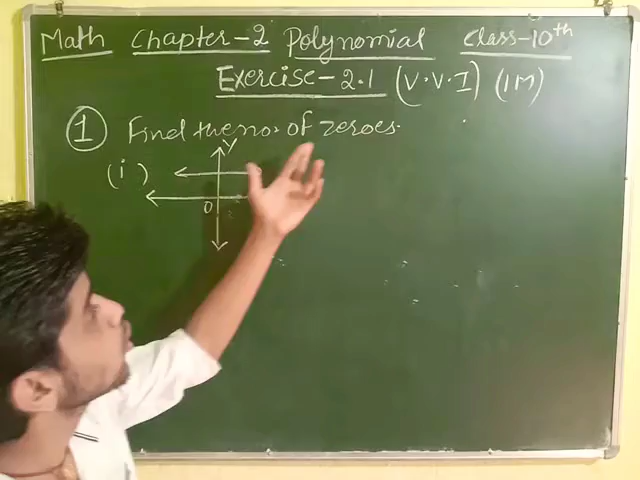 Math Chapter-2 Polynomial Class-10th
Exercise-2.1 (V.V.I) (1M)
1 Find the no. of zeroes.
(i) Y
O